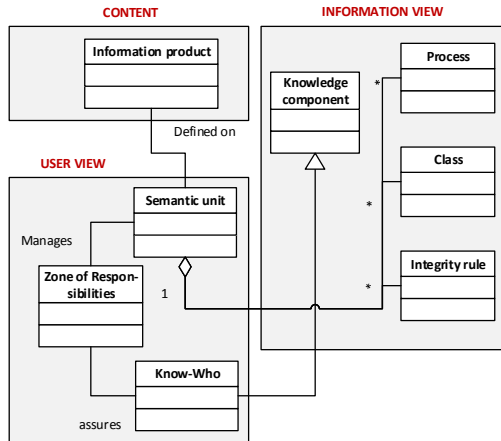 CONTENT
INFORMATION VIEW
Information product
Process
Knowledge
component
*
Defined on
USER VIEW
Class
Semantic unit
*
Manages
Integrity rule
Zone of Respon-
sibilities
1
*
Know-Who
assures